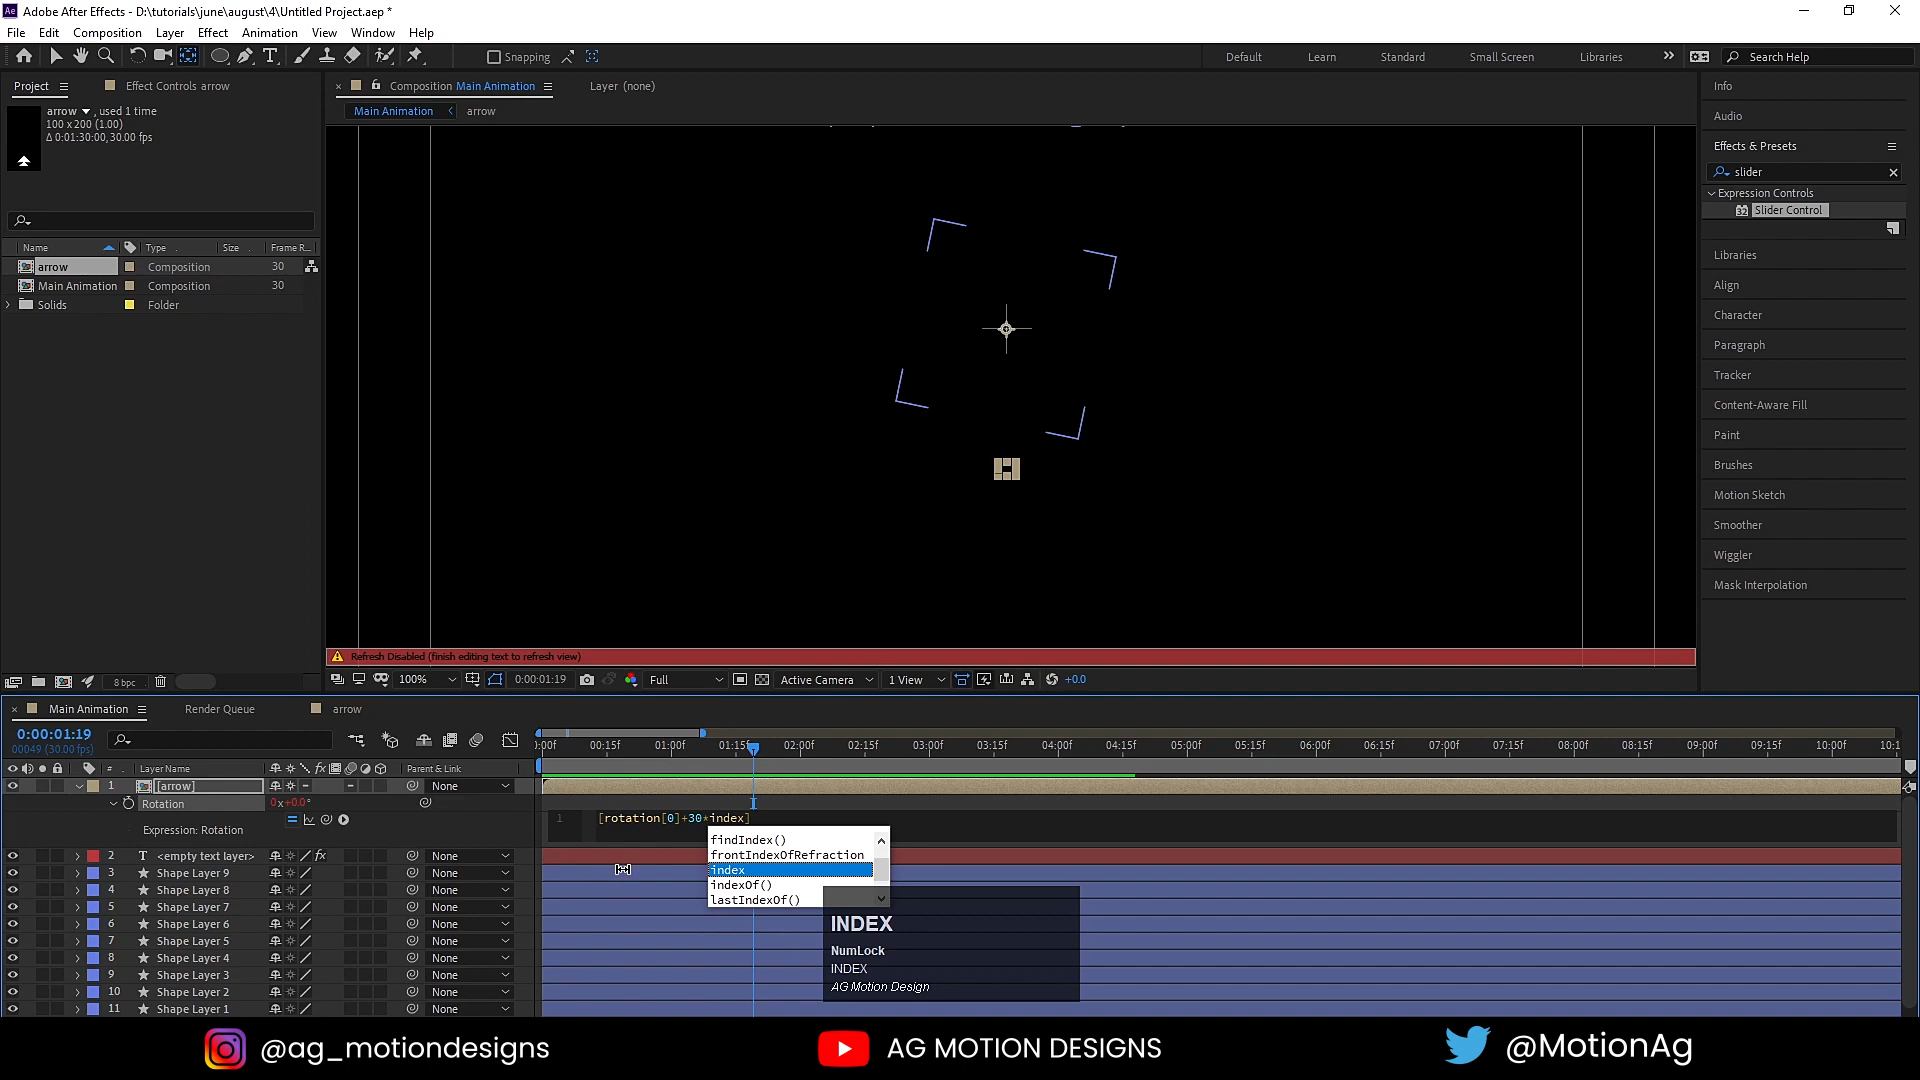 Adobe After Effects - D:\tutorials\june\august\4\Untitled Project.aep *
File Edit Composition Layer Effect Animation View Window Help
Snapping
Default Learn Standard Small Screen Libraries
Search Help
Project
Effect Controls arrow
Composition Main Animation
Layer (none)
arrow , used 1 time
100 x 200 (1.00)
Δ 0:01:30:00, 30.00 fps
Main Animation arrow
Name Type Size Frame R...
arrow Composition 30
Main Animation Composition 30
Solids Folder
8 bpc
Refresh Disabled (finish editing text to refresh view)
100% 0:00:01:19 Full Active Camera 1 View +0.0
Info
Audio
Effects & Presets
slider
Expression Controls
32 Slider Control
Libraries
Align
Character
Paragraph
Tracker
Content-Aware Fill
Paint
Brushes
Motion Sketch
Smoother
Wiggler
Mask Interpolation
Main Animation Render Queue arrow
0:00:01:19
00049 (30.00 fps)
:00f 00:15f 01:00f 01:15f 02:00f 02:15f 03:00f 03:15f 04:00f 04:15f 05:00f 05:15f 06:00f 06:15f 07:00f 07:15f 08:00f 08:15f 09:00f 09:15f 10:00f 10:1
# Layer Name fx Parent & Link
1 [arrow] None
Rotation 0x+0.0°
Expression: Rotation
1 [rotation[0]+30*index]
findIndex()
frontIndexOfRefraction
index
indexOf()
lastIndexOf()
2 T <empty text layer> fx None
3 Shape Layer 9 None
4 Shape Layer 8 None
5 Shape Layer 7 None
6 Shape Layer 6 None
7 Shape Layer 5 None
8 Shape Layer 4 None
9 Shape Layer 3 None
10 Shape Layer 2 None
11 Shape Layer 1 None
INDEX
NumLock
INDEX
AG Motion Design
@ag_motiondesigns
AG MOTION DESIGNS
@MotionAg